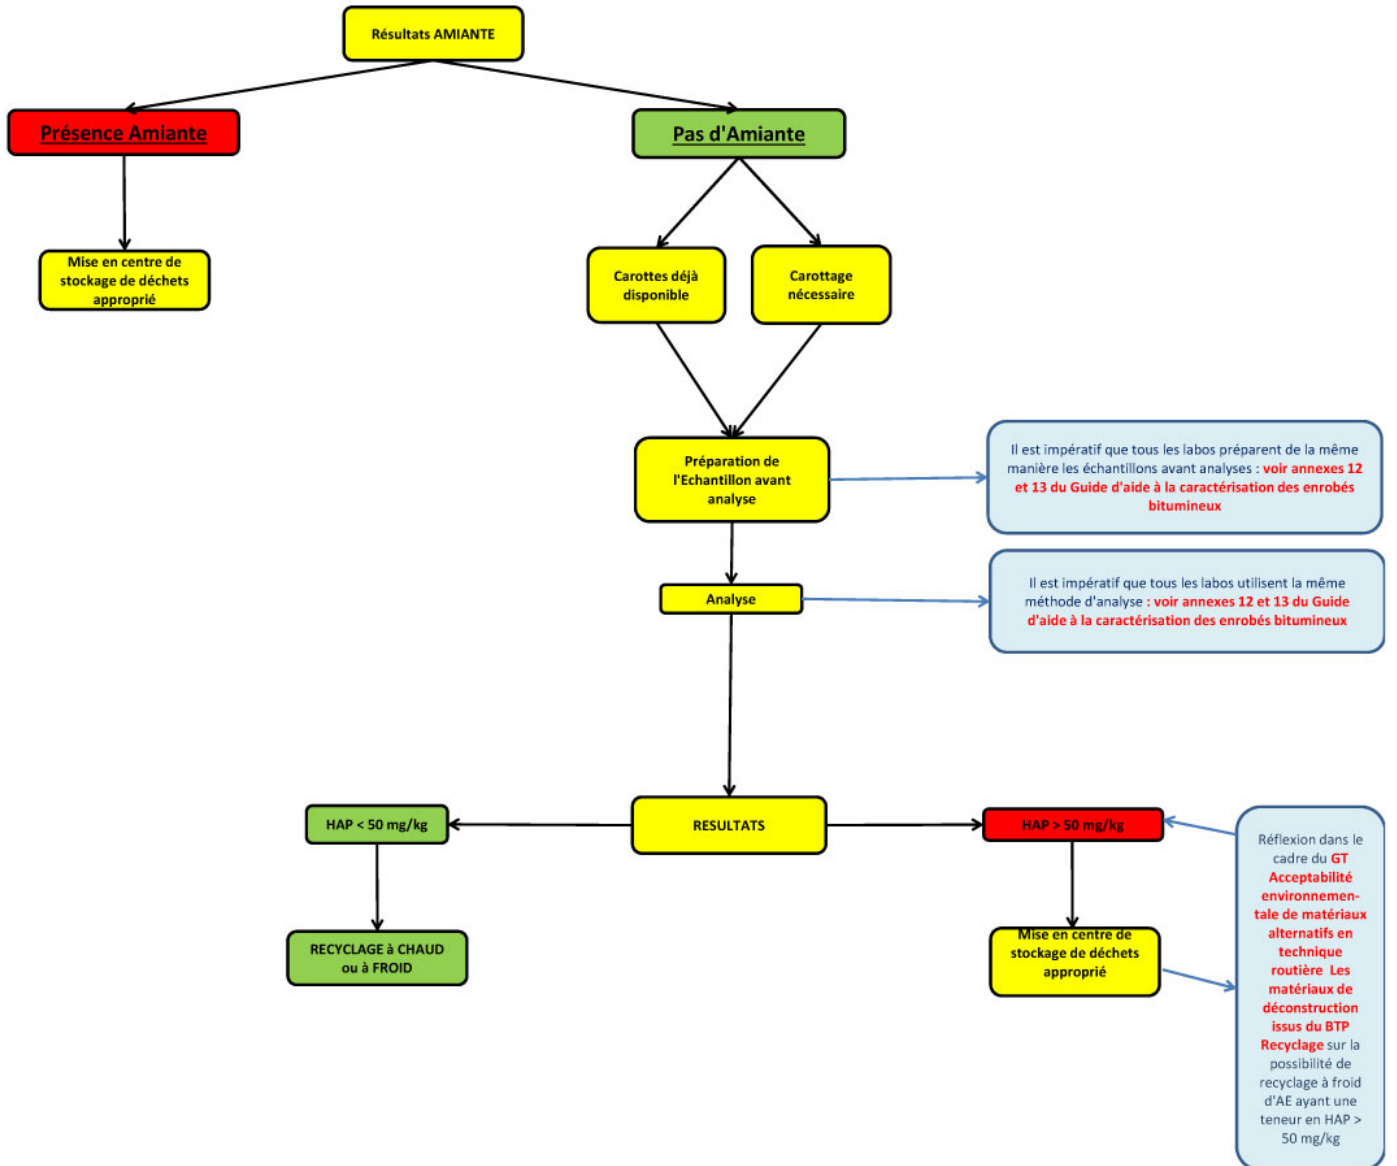 Résultats AMIANTE
Présence Amiante
Pas d'Amiante
Mise en centre de
stockage de déchets
approprié
Carottes déjà
disponible
Carottage
nécessaire
Préparation de
l'Echantillon avant
analyse
Il est impératif que tous les labos préparent de la même
manière les échantillons avant analyses : voir annexes 12
et 13 du Guide d'aide à la caractérisation des enrobés
bitumineux
Analyse
Il est impératif que tous les labos utilisent la même
méthode d'analyse : voir annexes 12 et 13 du Guide
d'aide à la caractérisation des enrobés bitumineux
HAP < 50 mg/kg
RESULTATS
HAP > 50 mg/kg
RECYCLAGE à CHAUD
ou à FROID
Mise en centre de
stockage de déchets
approprié
Réflexion dans le
cadre du GT
Acceptabilité
environnemen-
tale de matériaux
alternatifs en
technique
routière Les
matériaux de
déconstruction
issus du BTP
Recyclage sur la
possibilité de
recyclage à froid
d'AE ayant une
teneur en HAP >
50 mg/kg